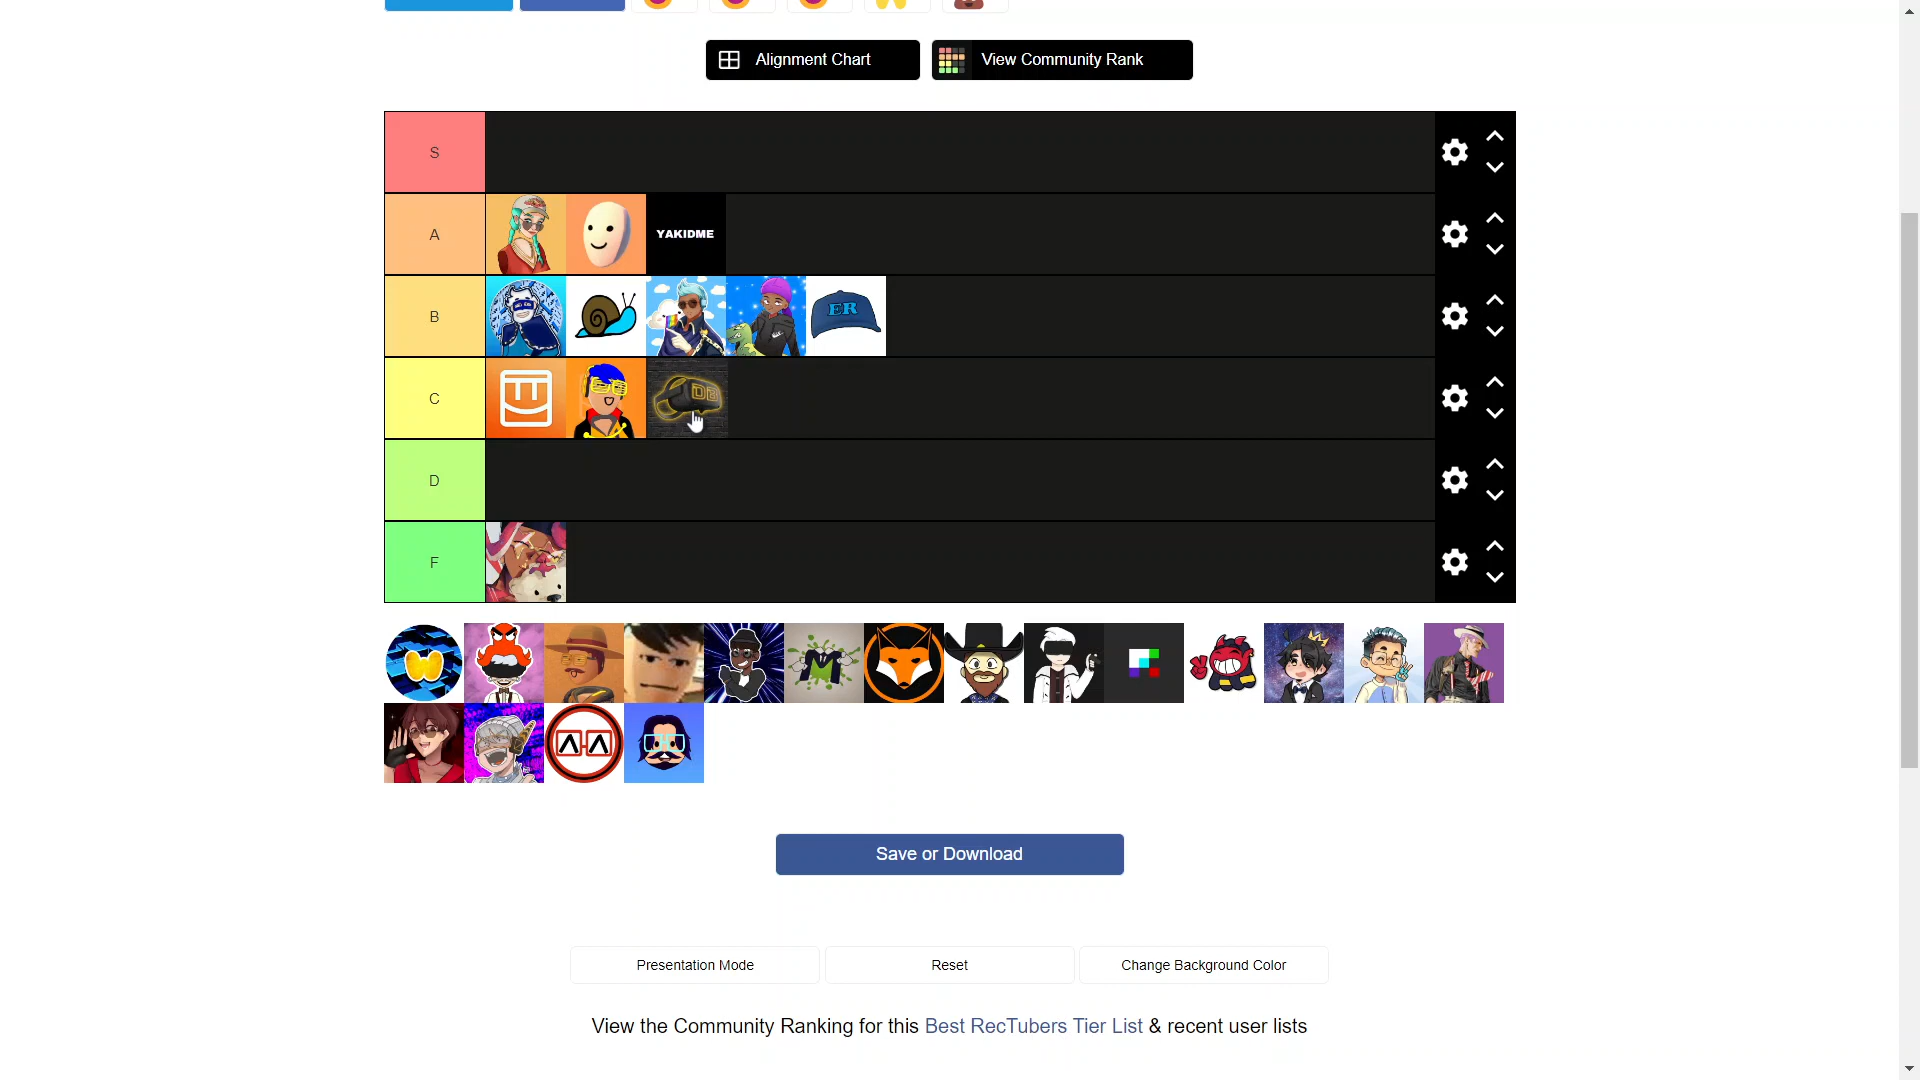 Alignment Chart
View Community Rank
S
A
YAKIDME
B
ER
C
DB
D
F
W
M
Save or Download
Presentation Mode
Reset
Change Background Color
View the Community Ranking for this Best RecTubers Tier List & recent user lists